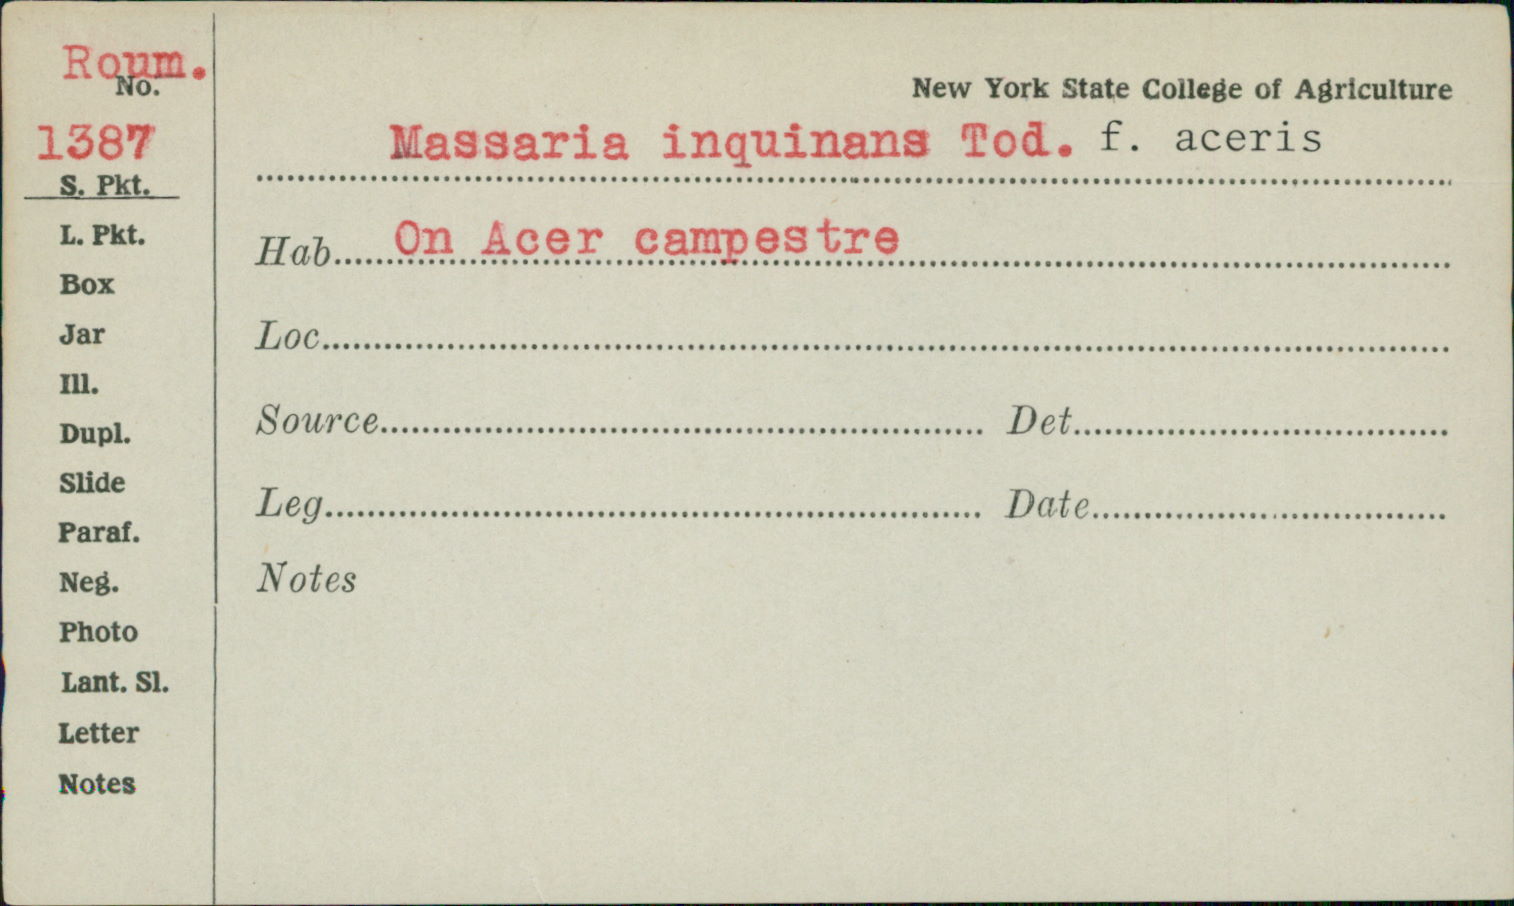 Roum.
No.
1387
S. Pkt.
L. Pkt.
Box
Jar
Ill.
Dupl.
Slide
Paraf.
Neg.
Photo
Lant. Sl.
Letter
Notes
New York State College of Agriculture
Massaria inquinans Tod. f. aceris
Hab. On Acer campestre
Loc.
Source Det.
Leg. Date
Notes